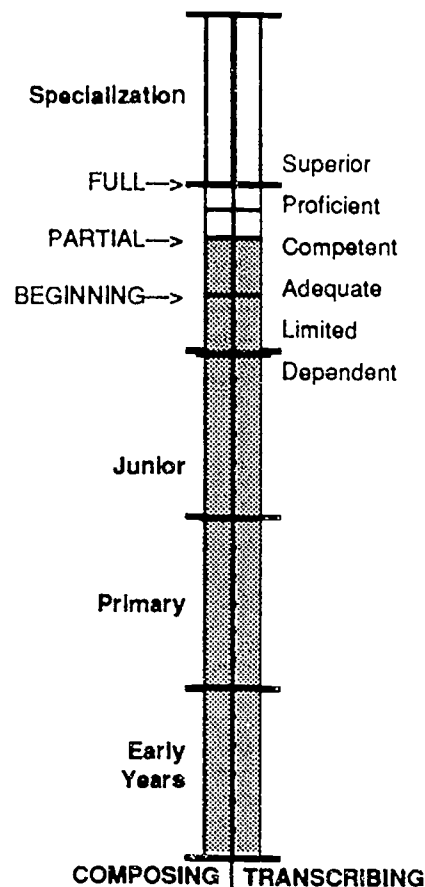 Specialization
Superior
FULL—>
Proficient
PARTIAL—>
Competent
BEGINNING—>
Adequate
Limited
Dependent
Junior
Primary
Early
Years
COMPOSING TRANSCRIBING